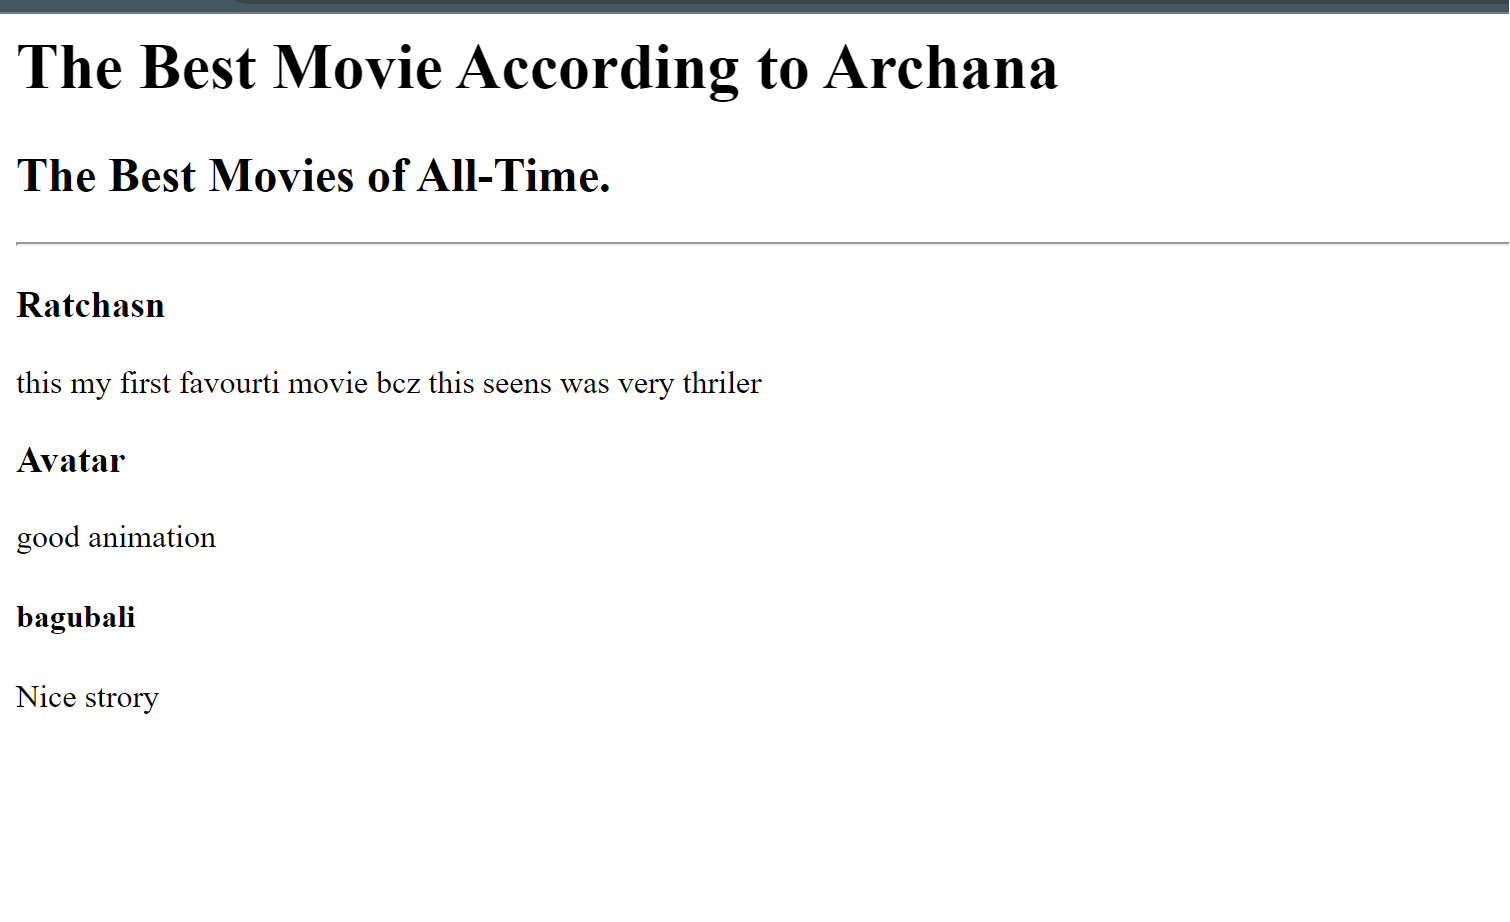 The Best Movie According to Archana
The Best Movies of All-Time.
Ratchasn
this my first favourti movie bcz this seens was very thriler
Avatar
good animation
bagubali
Nice strory